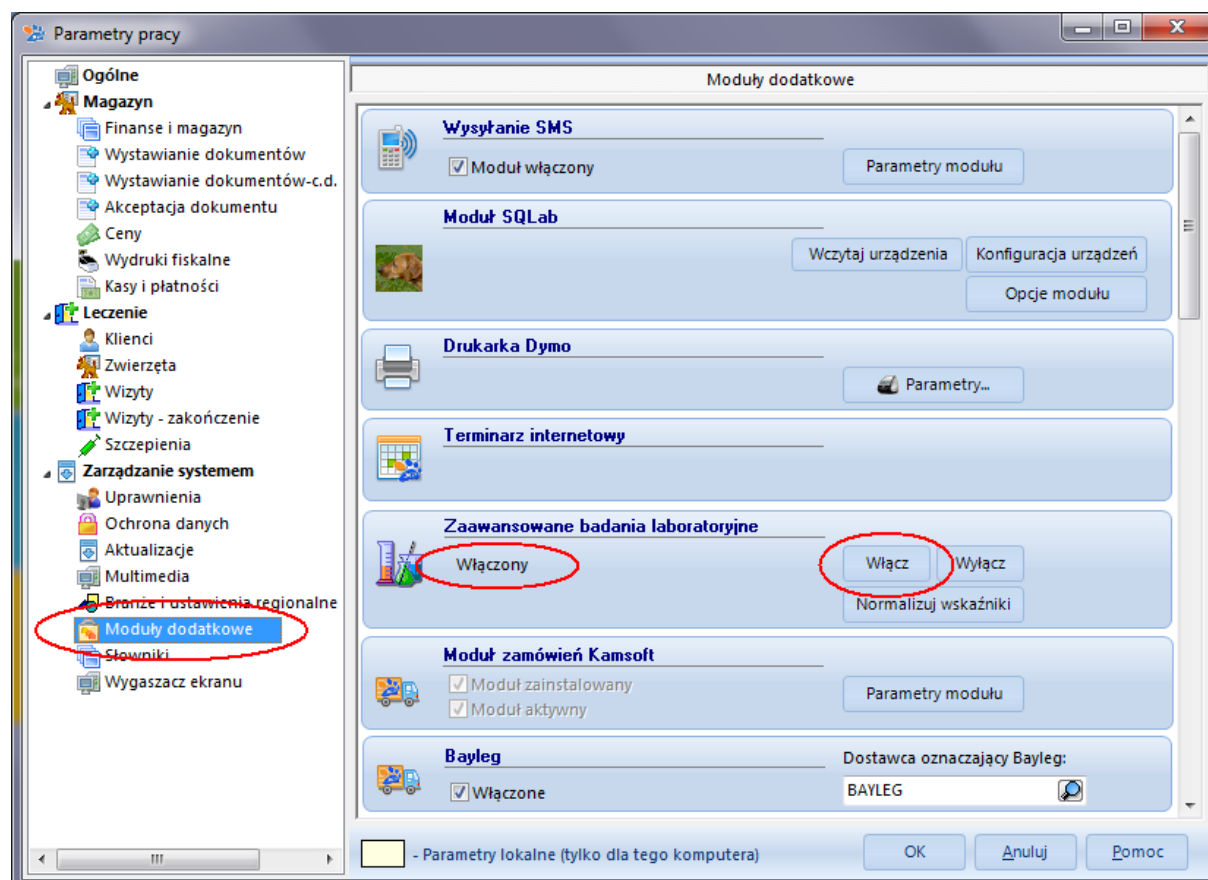 Parametry pracy
Ogólne
Magazyn
Finanse i magazyn
Wystawianie dokumentów
Wystawianie dokumentów-c.d.
Akceptacja dokumentu
Ceny
Wydruki fiskalne
Kasy i płatności
Leczenie
Klienci
Zwierzęta
Wizyty
Wizyty - zakończenie
Szczepienia
Zarządzanie systemem
Uprawnienia
Ochrona danych
Aktualizacje
Multimedia
Branże i ustawienia regionalne
Moduły dodatkowe
Słowniki
Wygaszacz ekranu
Moduły dodatkowe
Wysyłanie SMS
Moduł włączony
Parametry modułu
Moduł SQLab
Wczytaj urządzenia
Konfiguracja urządzeń
Opcje modułu
Drukarka Dymo
Parametry...
Terminarz internetowy
Zaawansowane badania laboratoryjne
Włączony
Włącz
Wyłącz
Normalizuj wskaźniki
Moduł zamówień Kamsoft
Moduł zainstalowany
Moduł aktywny
Parametry modułu
Bayleg
Dostawca oznaczający Bayleg:
Włączone
BAYLEG
- Parametry lokalne (tylko dla tego komputera)
OK
Anuluj
Pomoc